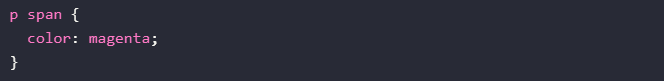 p span {
  color: magenta;
}